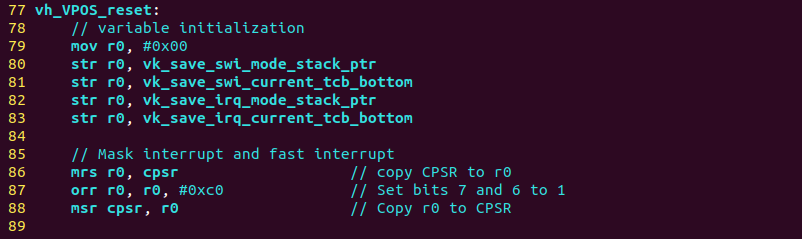 77 vh_VPOS_reset:
78     // variable initialization
79     mov r0, #0x00
80     str r0, vk_save_swi_mode_stack_ptr
81     str r0, vk_save_swi_current_tcb_bottom
82     str r0, vk_save_irq_mode_stack_ptr
83     str r0, vk_save_irq_current_tcb_bottom
84
85     // Mask interrupt and fast interrupt
86     mrs r0, cpsr                    // copy CPSR to r0
87     orr r0, r0, #0xc0               // Set bits 7 and 6 to 1
88     msr cpsr, r0                    // Copy r0 to CPSR
89